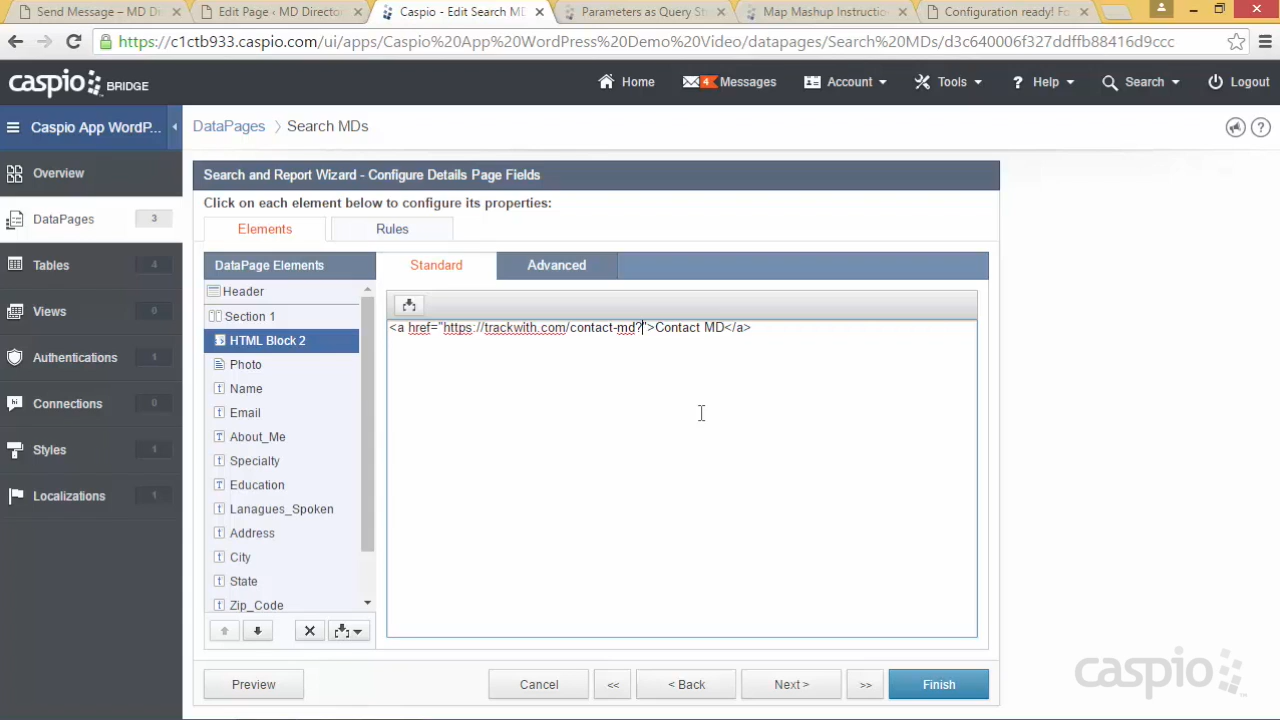 Send Message – MD Di
Edit Page ‹ MD Director
Caspio - Edit Search MD
Parameters as Query St
Map Mashup Instruction
Configuration ready! Fo
https://c1ctb933.caspio.com/ui/apps/Caspio%20App%20WordPress%20Demo%20Video/datapages/Search%20MDs/d3c640006f327ddffb88416d9ccc
caspio BRIDGE
Home
4 Messages
Account
Tools
? Help
Search
Logout
Caspio App WordP...
DataPages
Search MDs
?
Overview
DataPages 3
Tables 4
Views 0
Authentications 1
Connections 0
Styles 1
Localizations 1
Search and Report Wizard - Configure Details Page Fields
Click on each element below to configure its properties:
Elements
Rules
DataPage Elements
Standard
Advanced
Header
Section 1
HTML Block 2
Photo
Name
Email
About_Me
Specialty
Education
Lanagues_Spoken
Address
City
State
Zip_Code
<a href="https://trackwith.com/contact-md?">Contact MD</a>
Preview
Cancel
<<
< Back
Next >
>>
Finish
caspio